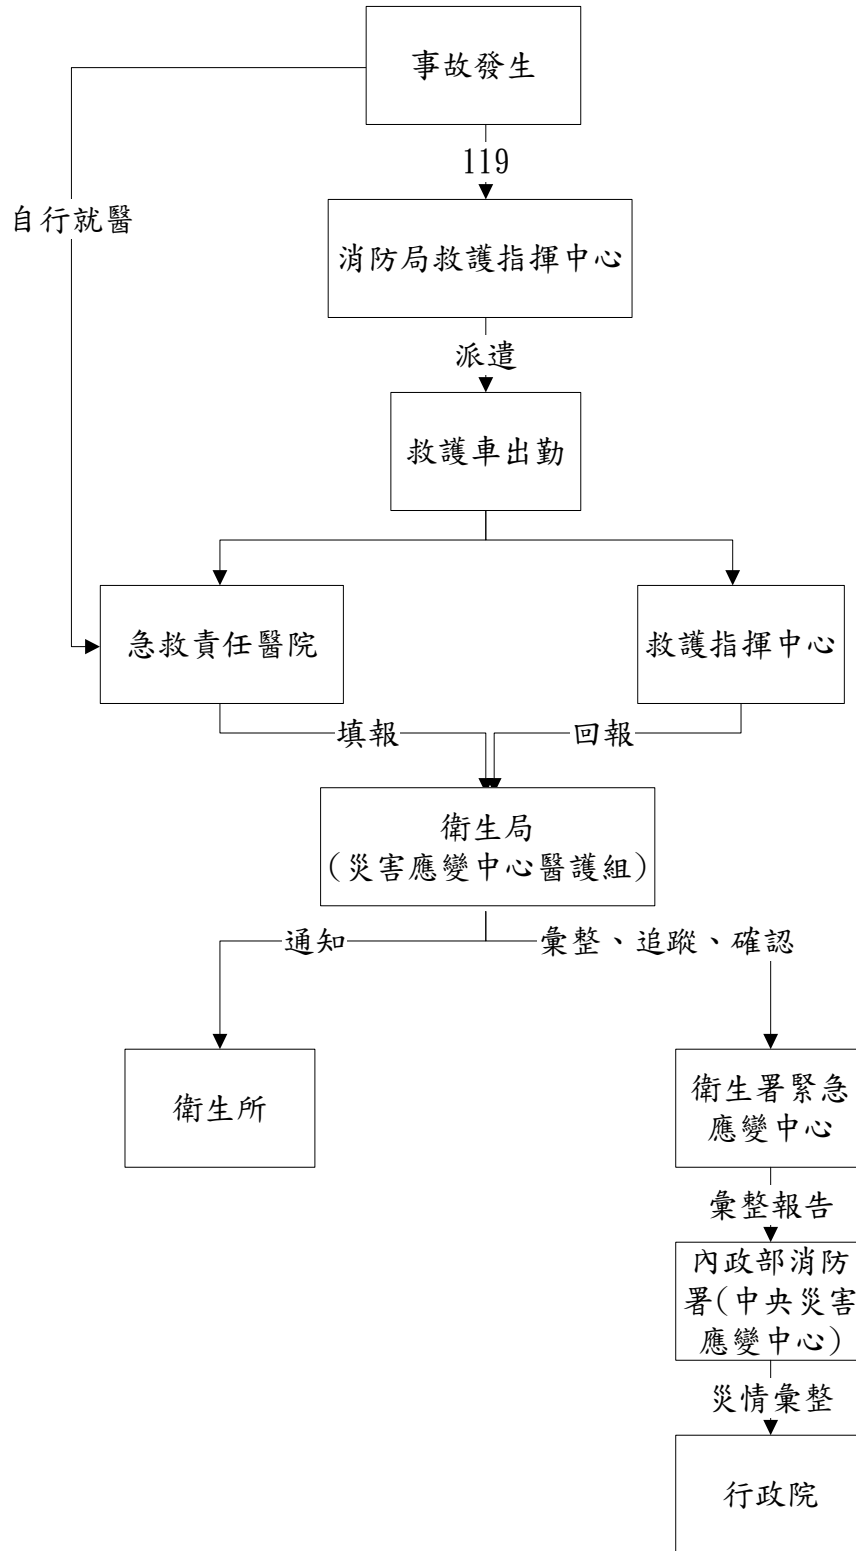 事故發生
119
自行就醫
消防局救護指揮中心
派遣
救護車出勤
急救責任醫院
救護指揮中心
填報
回報
衛生局
(災害應變中心醫護組)
通知
彙整、追蹤、確認
衛生所
衛生署緊急
應變中心
彙整報告
內政部消防
署(中央災害
應變中心)
災情彙整
行政院